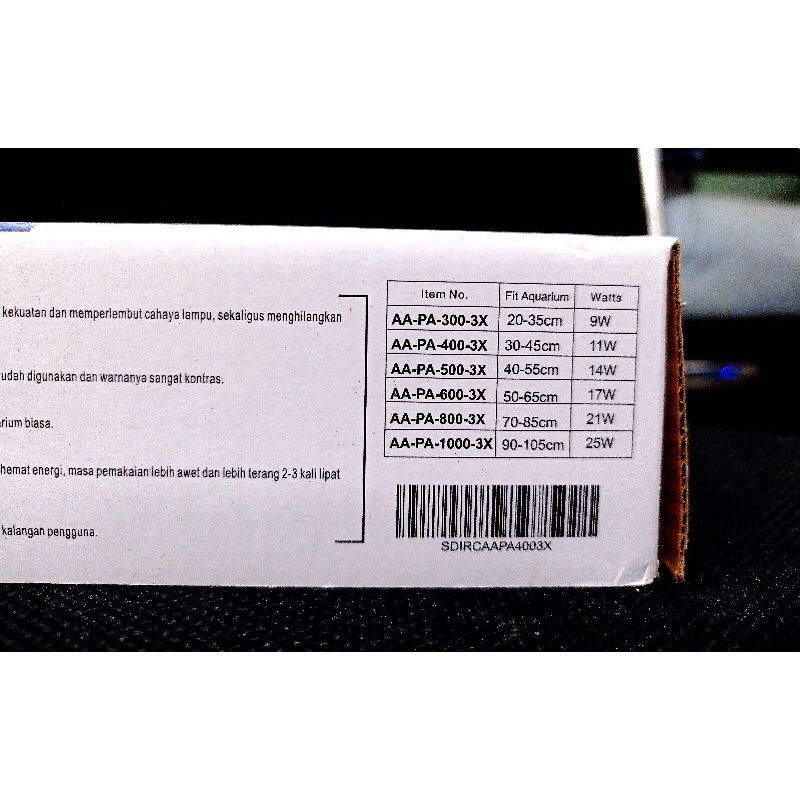 kekuatan dan memperlembut cahaya lampu, sekaligus menghilangkan
udah digunakan dan warnanya sangat kontras.
rium biasa.
hemat energi, masa pemakaian lebih awet dan lebih terang 2-3 kali lipat
kalangan pengguna.
Item No. Fit Aquarium Watts
AA-PA-300-3X 20-35cm 9W
AA-PA-400-3X 30-45cm 11W
AA-PA-500-3X 40-55cm 14W
AA-PA-600-3X 50-65cm 17W
AA-PA-800-3X 70-85cm 21W
AA-PA-1000-3X 90-105cm 25W
SDIRCAAPA4003X